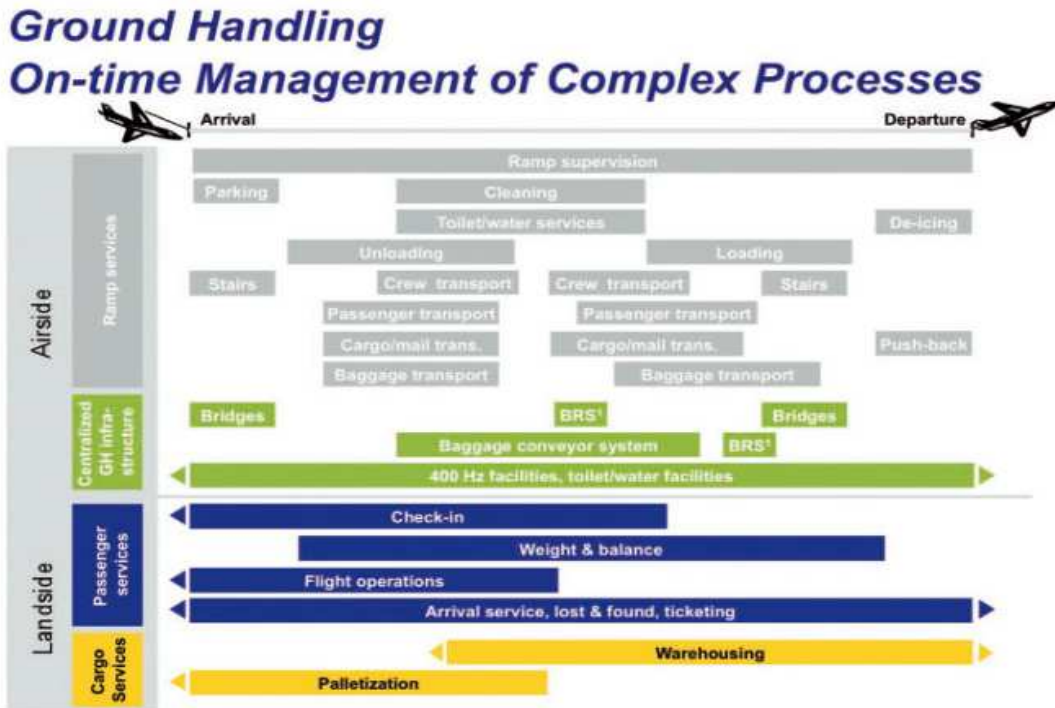 Ground Handling
On-time Management of Complex Processes
Arrival
Departure
Airside
Ramp services
Ramp supervision
Parking
Cleaning
Toilet/water services
De-icing
Unloading
Loading
Stairs
Crew transport
Crew transport
Stairs
Passenger transport
Passenger transport
Cargo/mail trans.
Cargo/mail trans.
Push-back
Baggage transport
Baggage transport
Centralized
GH infra-
structure
Bridges
BRS¹
Bridges
Baggage conveyor system
BRS¹
400 Hz facilities, toilet/water facilities
Landside
Passenger
services
Check-in
Weight & balance
Flight operations
Arrival service, lost & found, ticketing
Cargo
Services
Warehousing
Palletization